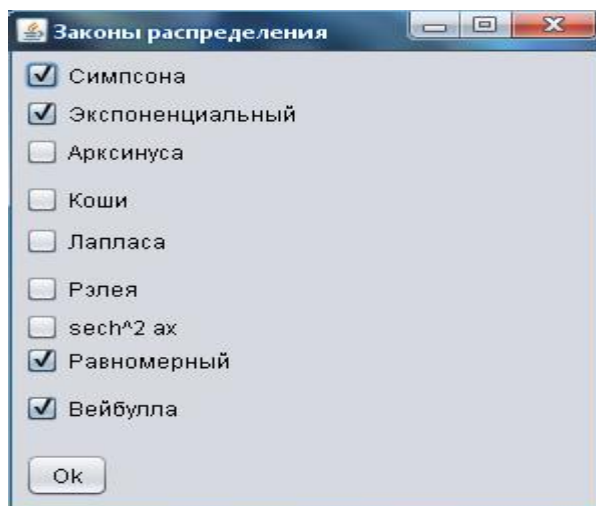 Законы распределения
Симпсона
Экспоненциальный
Арксинуса
Коши
Лапласа
Рэлея
sech^2 ax
Равномерный
Вейбулла
Ok